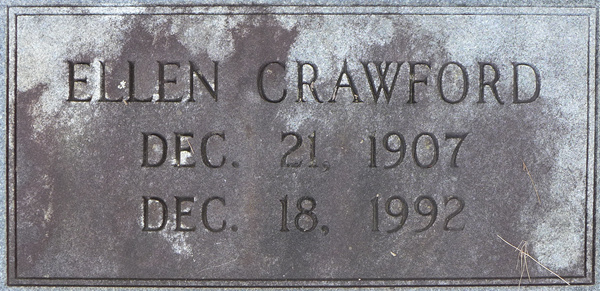 ELLEN CRAWFORD
DEC. 21, 1907
DEC. 18, 1992